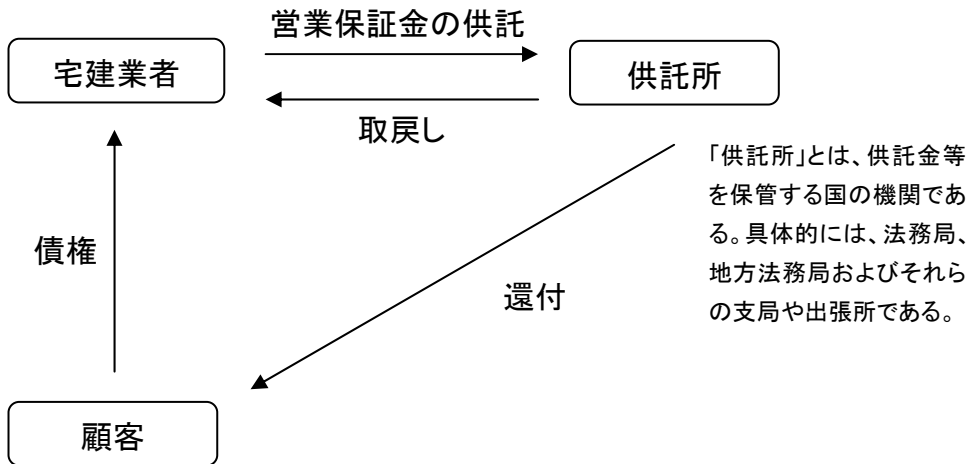 営業保証金の供託
宅建業者
供託所
取戻し
「供託所」とは、供託金等
を保管する国の機関であ
る。具体的には、法務局、
地方法務局およびそれら
の支局や出張所である。
債権
還付
顧客